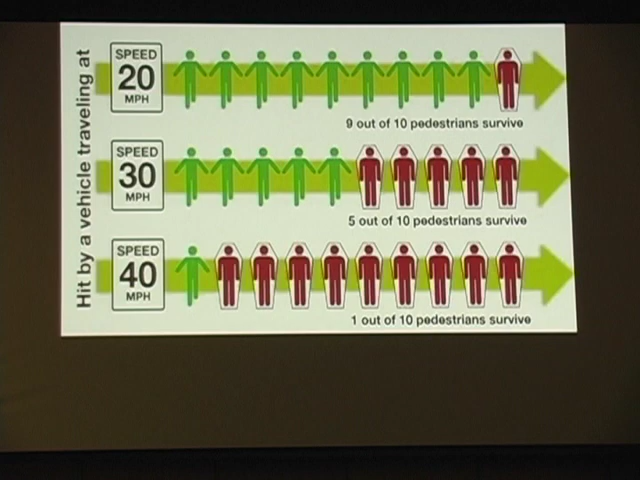 Hit by a vehicle traveling at
SPEED
20
MPH
9 out of 10 pedestrians survive
SPEED
30
MPH
5 out of 10 pedestrians survive
SPEED
40
MPH
1 out of 10 pedestrians survive